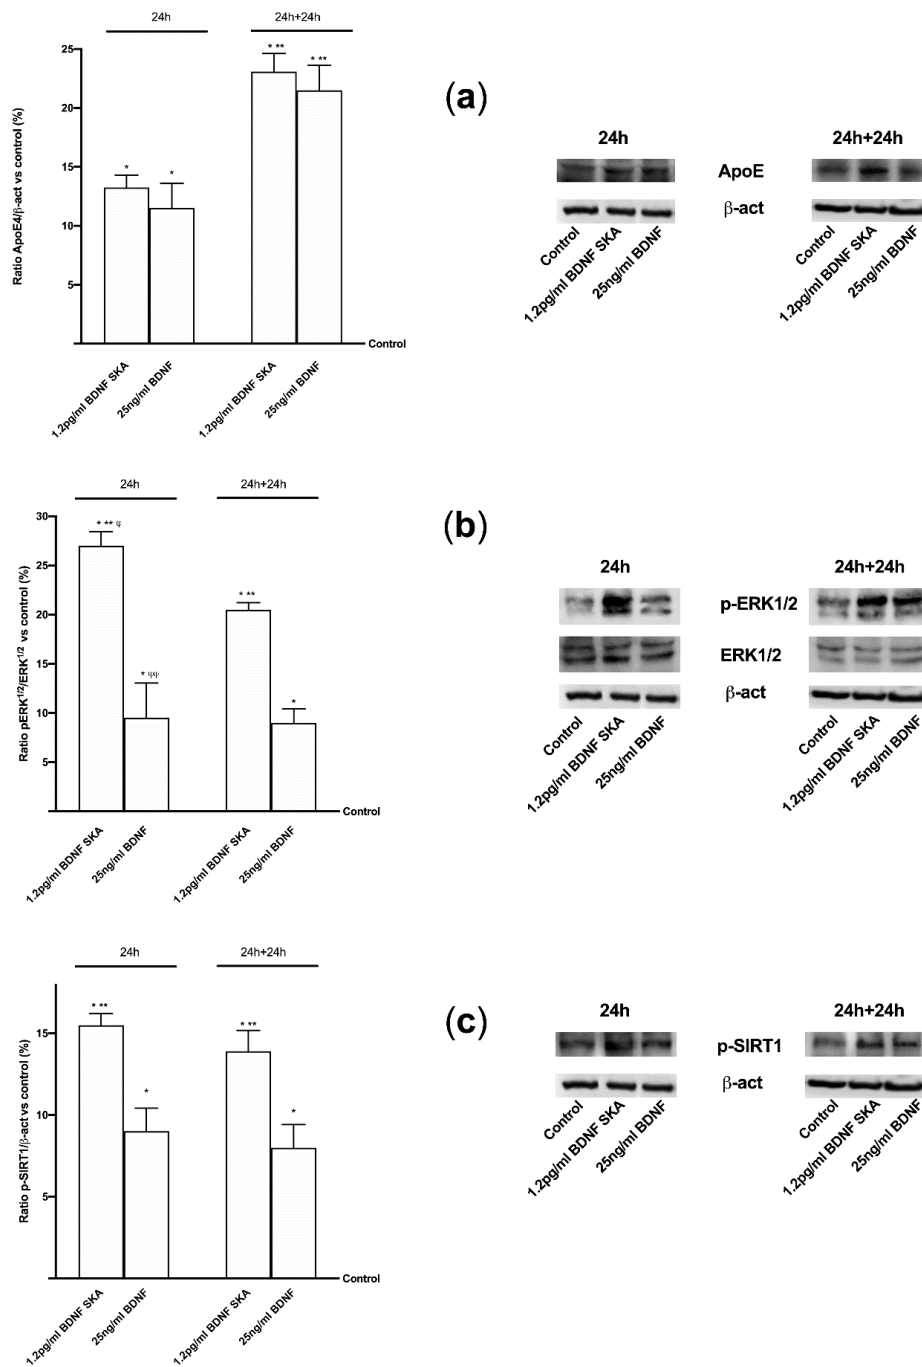 24h
24h+24h
25
20
15
10
5
Ratio ApoE4/β-act vs control (%)
* **
* **
*
*
Control
1.2pg/ml BDNF SKA
25ng/ml BDNF
1.2pg/ml BDNF SKA
25ng/ml BDNF
(a)
24h
24h+24h
ApoE
β-act
Control
1.2pg/ml BDNF SKA
25ng/ml BDNF
Control
1.2pg/ml BDNF SKA
25ng/ml BDNF
24h
24h+24h
30
25
20
15
10
5
Ratio pERK1/2/ERK1/2 vs control (%)
* ** φ
* φφ
* **
*
Control
1.2pg/ml BDNF SKA
25ng/ml BDNF
1.2pg/ml BDNF SKA
25ng/ml BDNF
(b)
24h
24h+24h
p-ERK1/2
ERK1/2
β-act
Control
1.2pg/ml BDNF SKA
25ng/ml BDNF
Control
1.2pg/ml BDNF SKA
25ng/ml BDNF
24h
24h+24h
15
10
5
Ratio p-SIRT1/β-act vs control (%)
* **
*
* **
*
Control
1.2pg/ml BDNF SKA
25ng/ml BDNF
1.2pg/ml BDNF SKA
25ng/ml BDNF
(c)
24h
24h+24h
p-SIRT1
β-act
Control
1.2pg/ml BDNF SKA
25ng/ml BDNF
Control
1.2pg/ml BDNF SKA
25ng/ml BDNF